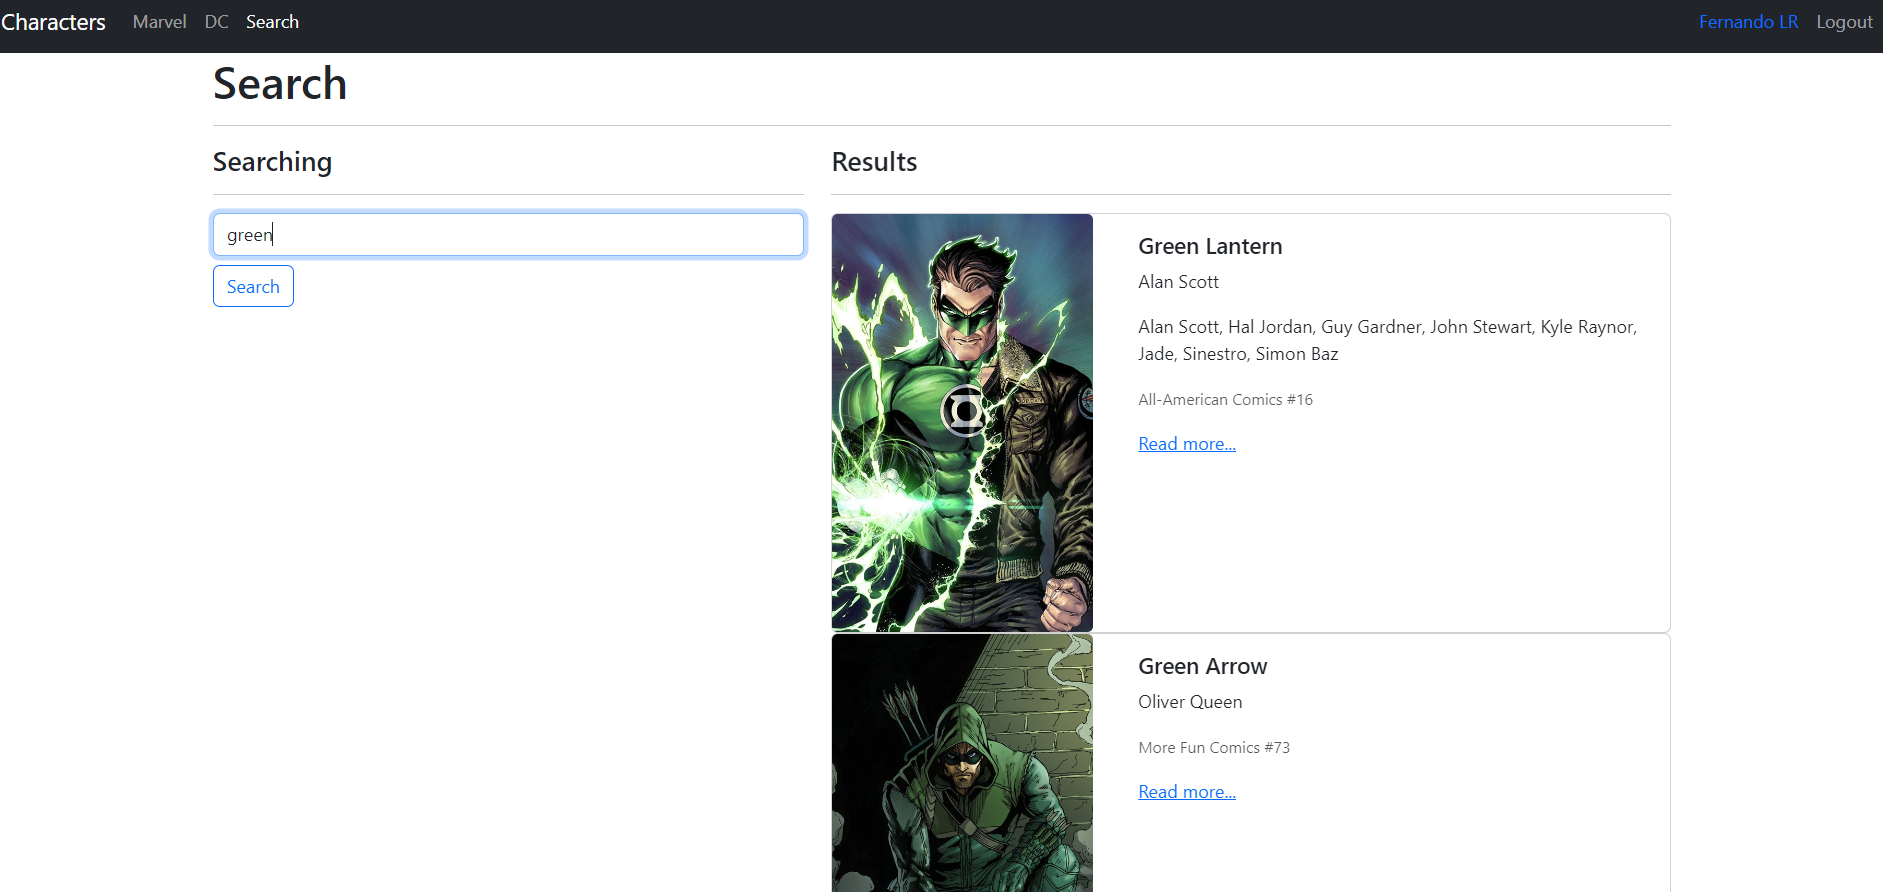 Characters Marvel DC Search Fernando LR Logout
Search
Searching
green
Search
Results
Green Lantern
Alan Scott
Alan Scott, Hal Jordan, Guy Gardner, John Stewart, Kyle Raynor,
Jade, Sinestro, Simon Baz
All-American Comics #16
Read more...
Green Arrow
Oliver Queen
More Fun Comics #73
Read more...